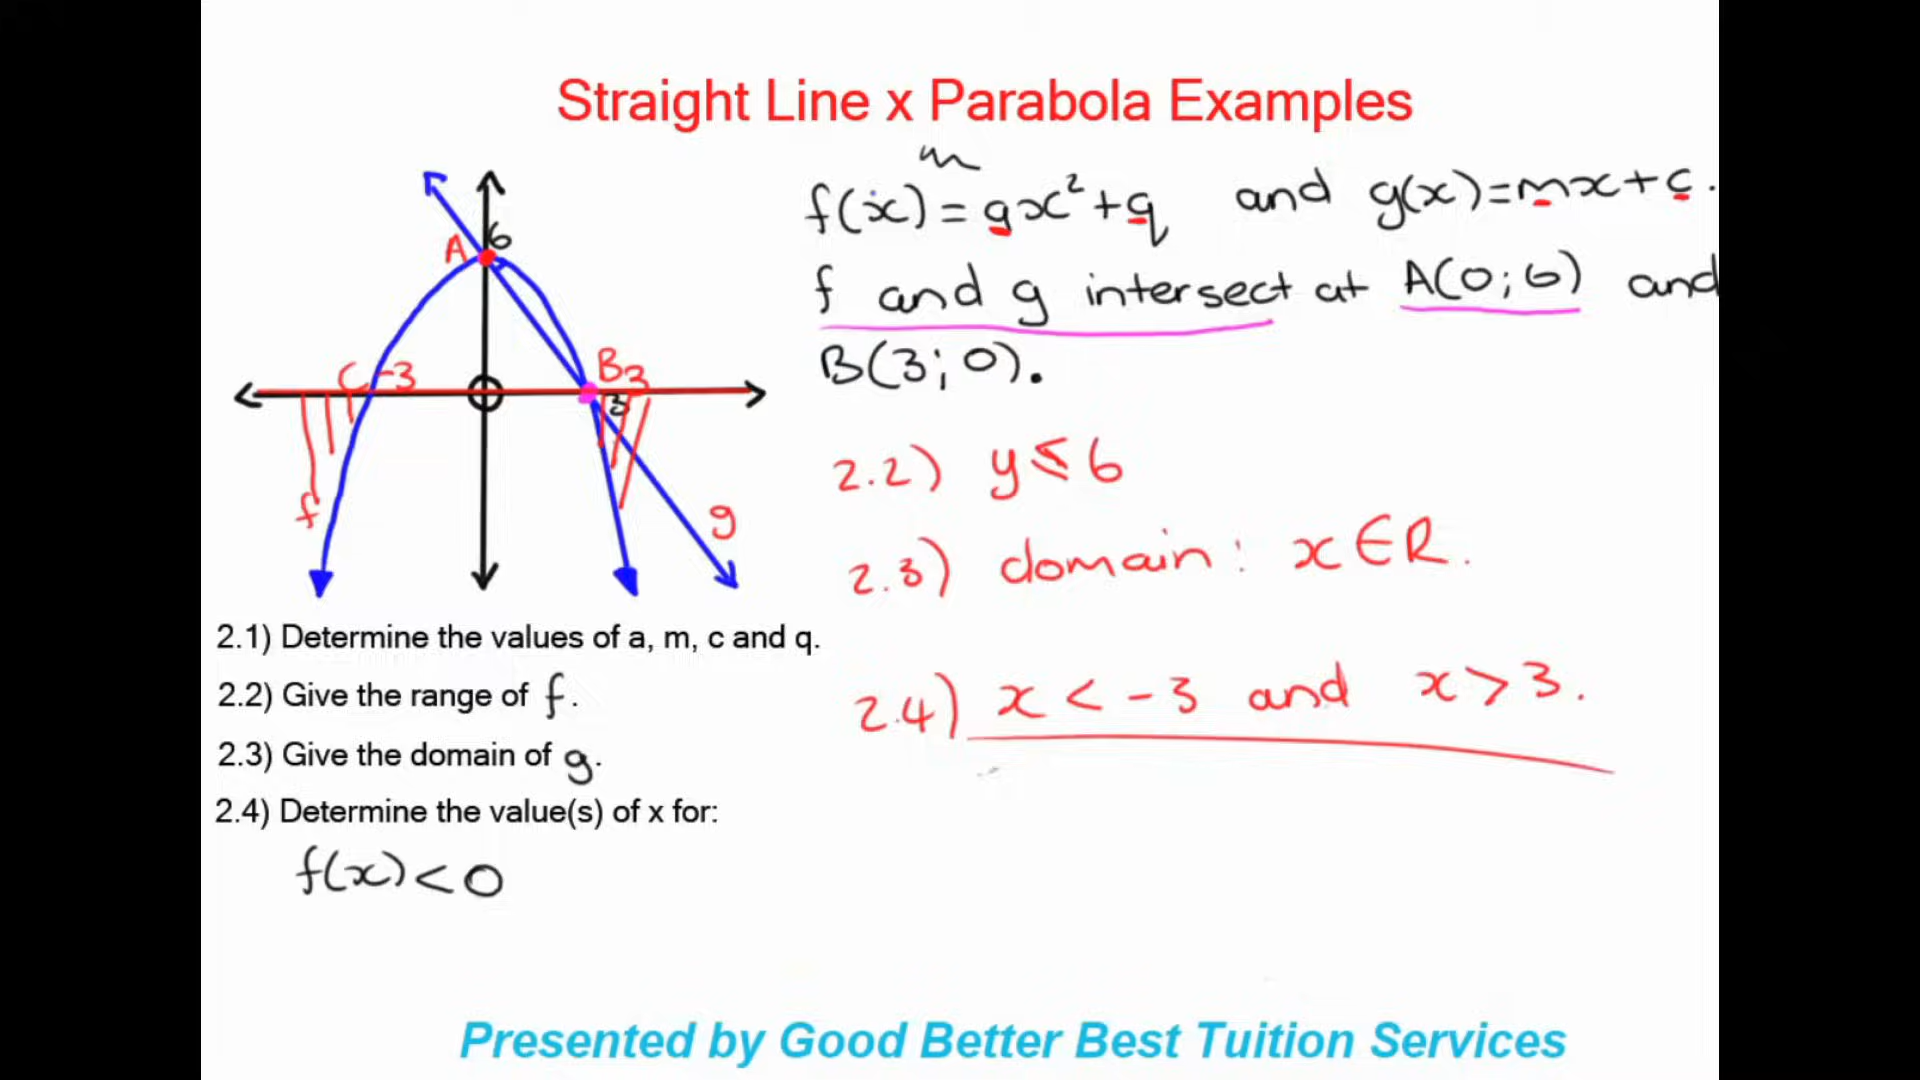 Straight Line x Parabola Examples
f(x) = ax² + q and g(x) = mx + c.
f and g intersect at A(0;6) and
B(3;0).
6
A
C -3
B 3
3
f
g
2.2) y ≤ 6
2.3) domain: x ∈ R.
2.4) x < -3 and x > 3.
2.1) Determine the values of a, m, c and q.
2.2) Give the range of f.
2.3) Give the domain of g.
2.4) Determine the value(s) of x for:
f(x) < 0
Presented by Good Better Best Tuition Services